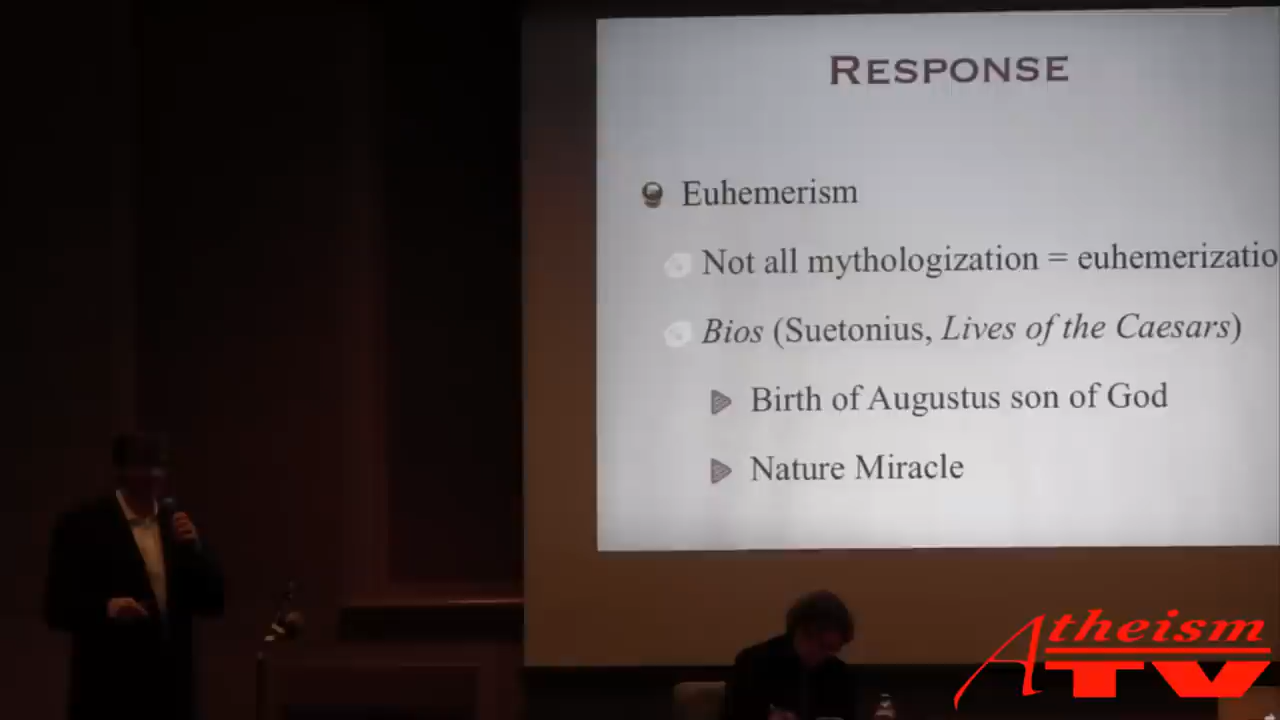 RESPONSE
Euhemerism
Not all mythologization = euhemerizatio
Bios (Suetonius, Lives of the Caesars)
Birth of Augustus son of God
Nature Miracle
Atheism
TV